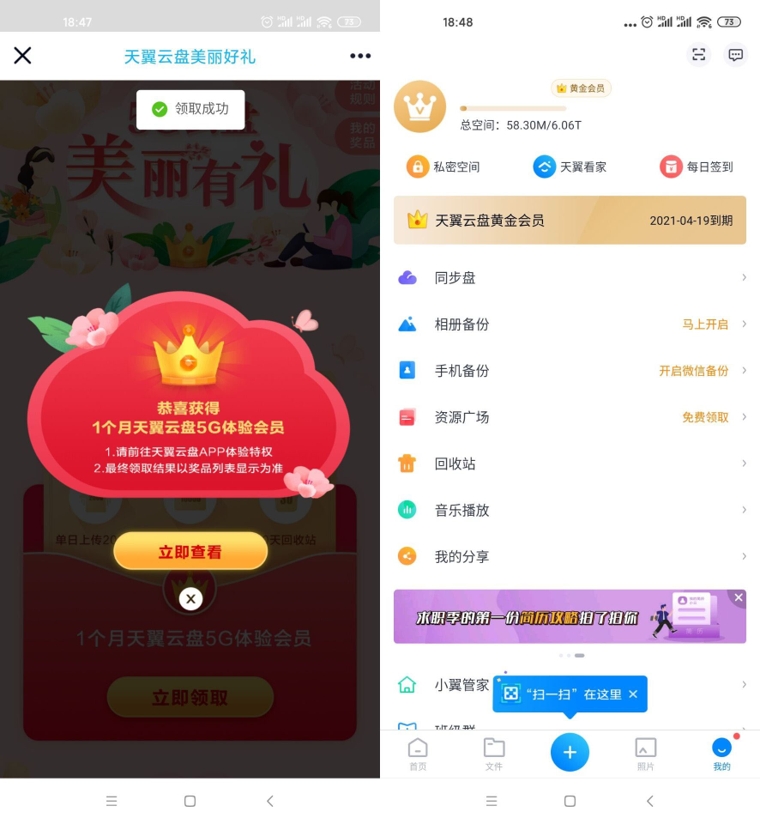 18:47
73
天翼云盘美丽好礼
领取成功
活动
规则
我的
奖品
美丽有礼
恭喜获得
1个月天翼云盘5G体验会员
1.请前往天翼云盘APP体验特权
2.最终领取结果以奖品列表显示为准
单日上传20
天回收站
立即查看
1个月天翼云盘5G体验会员
立即领取
18:48
73
黄金会员
总空间：58.30M/6.06T
私密空间
天翼看家
每日签到
天翼云盘黄金会员
2021-04-19到期
同步盘
相册备份
马上开启
手机备份
开启微信备份
资源广场
免费领取
回收站
音乐播放
我的分享
求职季的第一份简历攻略掐了掐你
小翼管家
“扫一扫”在这里
班级群
首页
文件
照片
我的